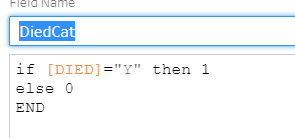 Field Name
DiedCat
if [DIED]="Y" then 1
else 0
END